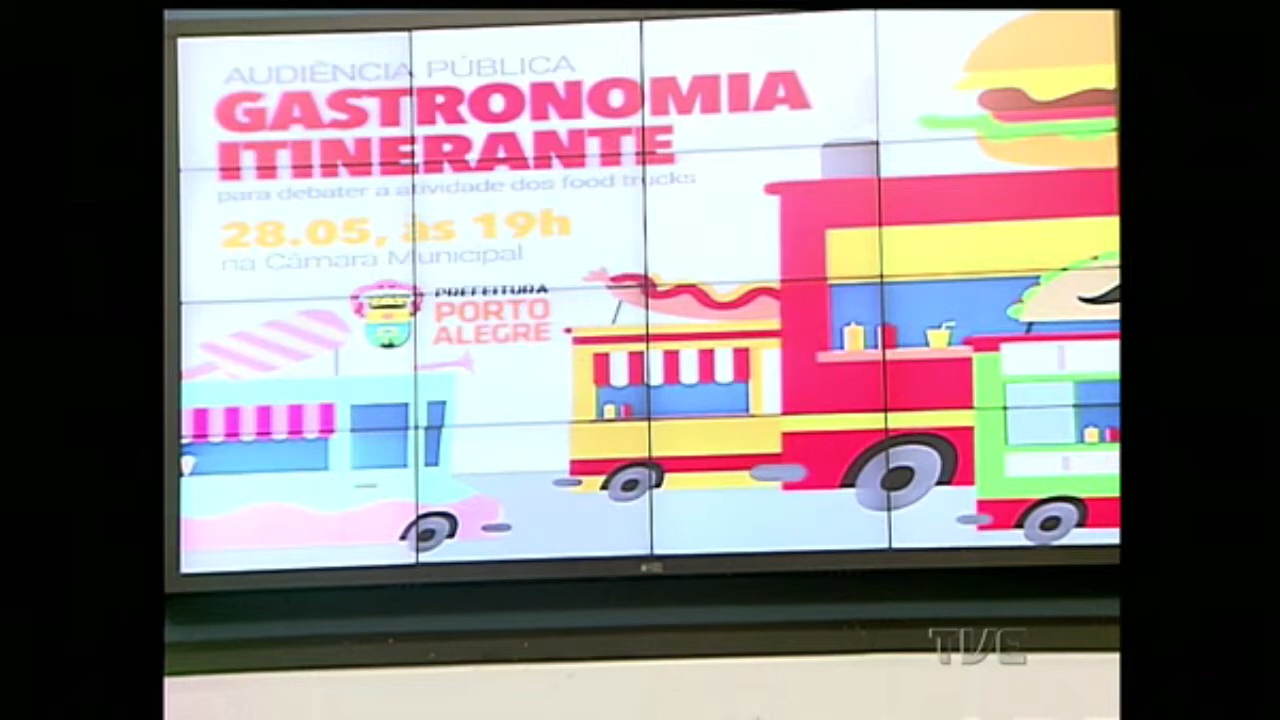 AUDIÊNCIA PÚBLICA
GASTRONOMIA
ITINERANTE
para debater a atividade dos food trucks
28.05, às 19h
na Câmara Municipal
PREFEITURA
PORTO
ALEGRE
TVE